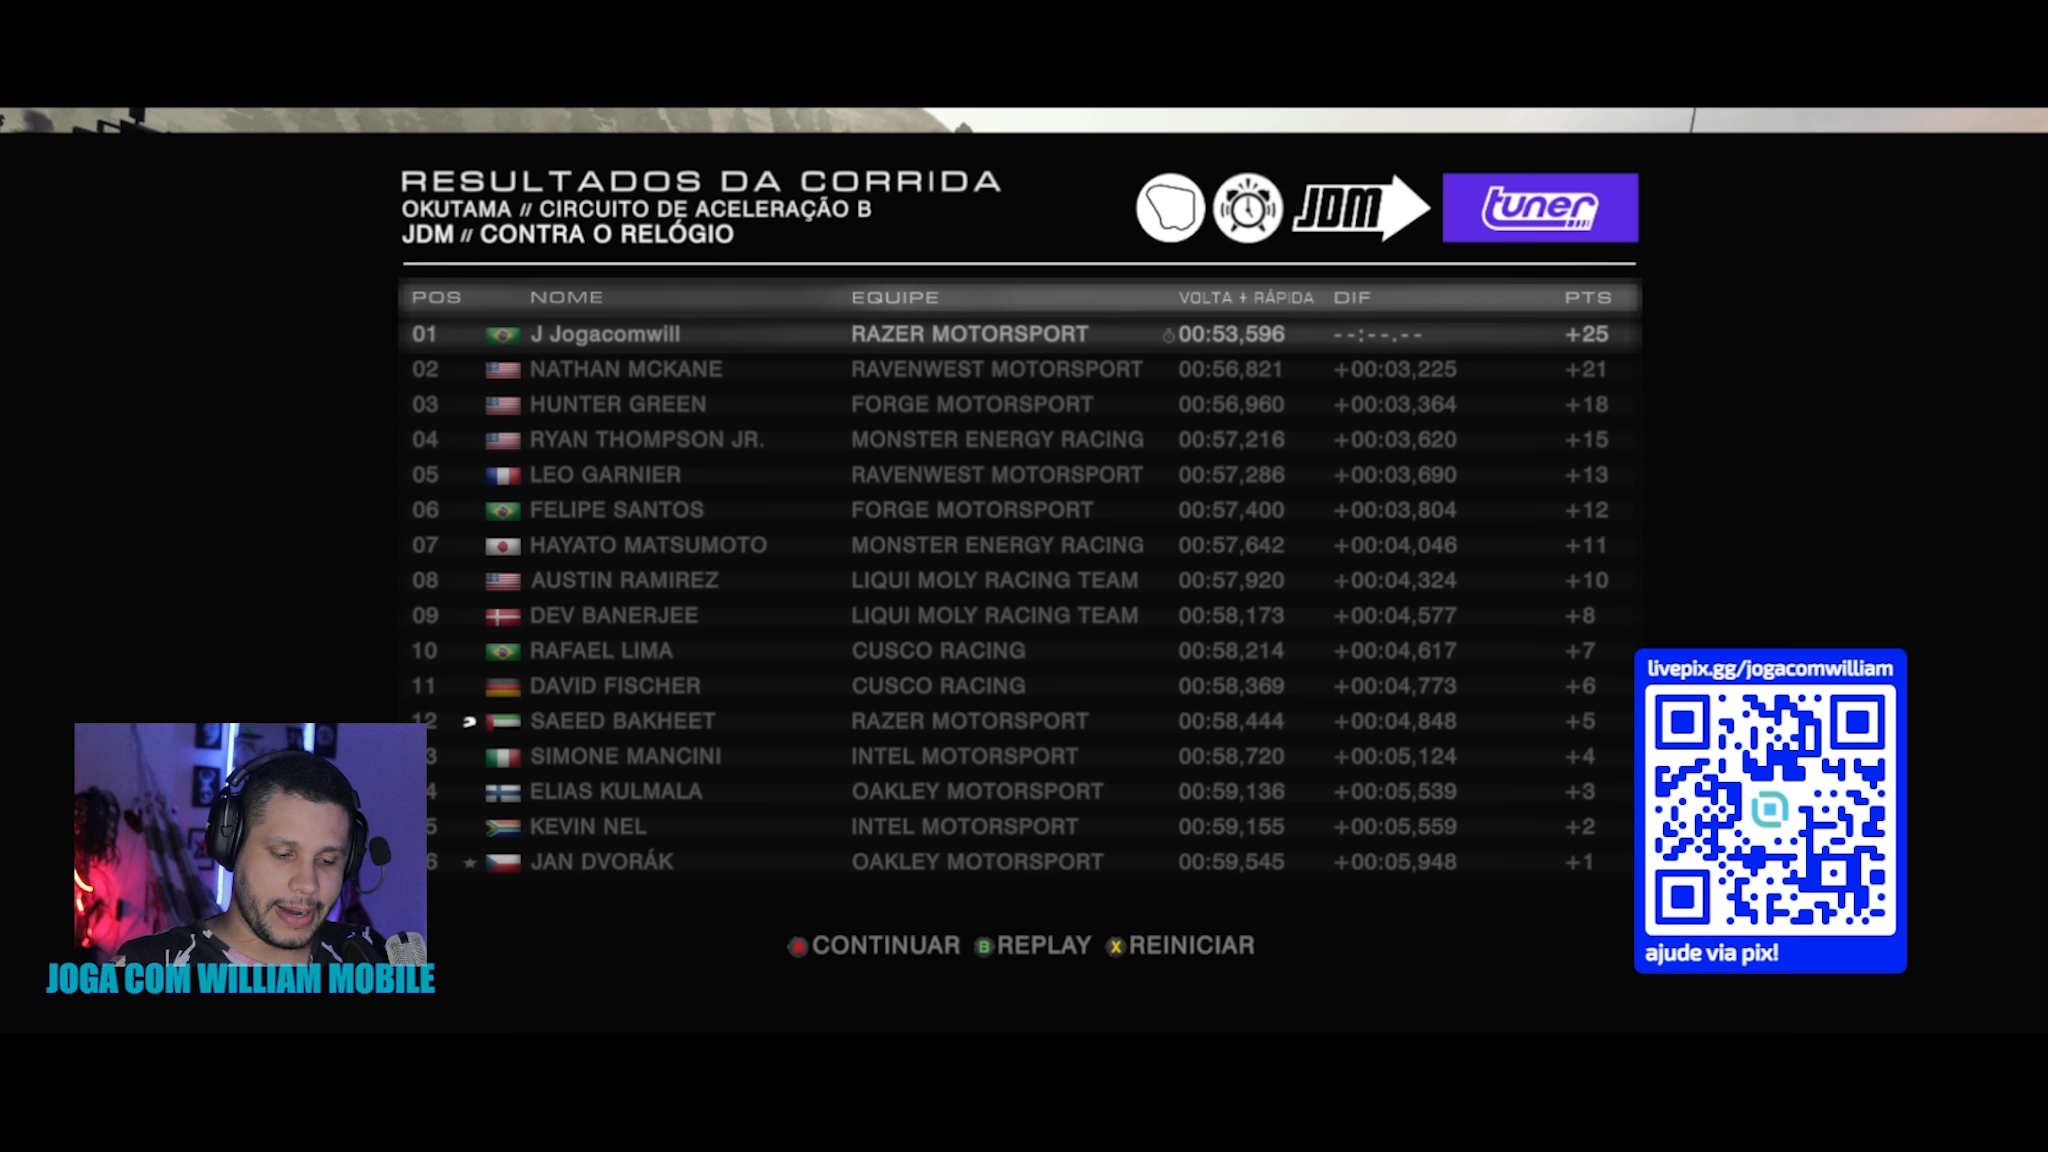 RESULTADOS DA CORRIDA
OKUTAMA // CIRCUITO DE ACELERAÇÃO B
JDM // CONTRA O RELÓGIO
JDM
tuner
POS NOME EQUIPE VOLTA + RÁPIDA DIF PTS
01 J Jogacomwill RAZER MOTORSPORT 00:53,596 --:--.-- +25
02 NATHAN MCKANE RAVENWEST MOTORSPORT 00:56,821 +00:03,225 +21
03 HUNTER GREEN FORGE MOTORSPORT 00:56,960 +00:03,364 +18
04 RYAN THOMPSON JR. MONSTER ENERGY RACING 00:57,216 +00:03,620 +15
05 LEO GARNIER RAVENWEST MOTORSPORT 00:57,286 +00:03,690 +13
06 FELIPE SANTOS FORGE MOTORSPORT 00:57,400 +00:03,804 +12
07 HAYATO MATSUMOTO MONSTER ENERGY RACING 00:57,642 +00:04,046 +11
08 AUSTIN RAMIREZ LIQUI MOLY RACING TEAM 00:57,920 +00:04,324 +10
09 DEV BANERJEE LIQUI MOLY RACING TEAM 00:58,173 +00:04,577 +8
10 RAFAEL LIMA CUSCO RACING 00:58,214 +00:04,617 +7
11 DAVID FISCHER CUSCO RACING 00:58,369 +00:04,773 +6
12 SAEED BAKHEET RAZER MOTORSPORT 00:58,444 +00:04,848 +5
3 SIMONE MANCINI INTEL MOTORSPORT 00:58,720 +00:05,124 +4
4 ELIAS KULMALA OAKLEY MOTORSPORT 00:59,136 +00:05,539 +3
5 KEVIN NEL INTEL MOTORSPORT 00:59,155 +00:05,559 +2
6 JAN DVORÁK OAKLEY MOTORSPORT 00:59,545 +00:05,948 +1
A CONTINUAR B REPLAY X REINICIAR
JOGA COM WILLIAM MOBILE
livepix.gg/jogacomwilliam
ajude via pix!